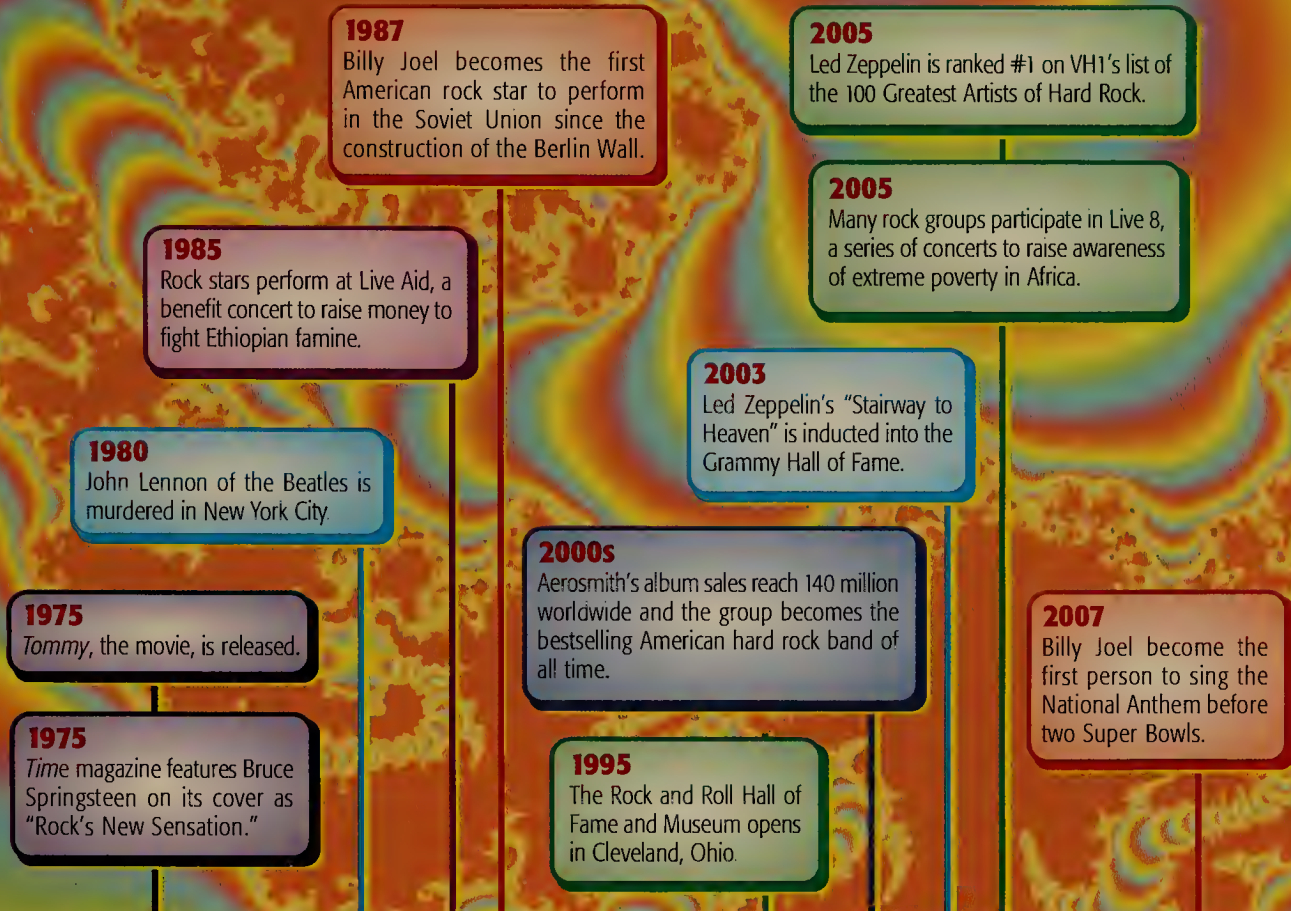 1987
Billy Joel becomes the first
American rock star to perform
in the Soviet Union since the
construction of the Berlin Wall.
2005
Led Zeppelin is ranked #1 on VH1's list of
the 100 Greatest Artists of Hard Rock.
2005
Many rock groups participate in Live 8,
a series of concerts to raise awareness
of extreme poverty in Africa.
1985
Rock stars perform at Live Aid, a
benefit concert to raise money to
fight Ethiopian famine.
2003
Led Zeppelin's "Stairway to
Heaven" is inducted into the
Grammy Hall of Fame.
1980
John Lennon of the Beatles is
murdered in New York City.
2000s
Aerosmith's album sales reach 140 million
worldwide and the group becomes the
bestselling American hard rock band of
all time.
1975
Tommy, the movie, is released.
2007
Billy Joel become the
first person to sing the
National Anthem before
two Super Bowls.
1975
Time magazine features Bruce
Springsteen on its cover as
"Rock's New Sensation."
1995
The Rock and Roll Hall of
Fame and Museum opens
in Cleveland, Ohio.